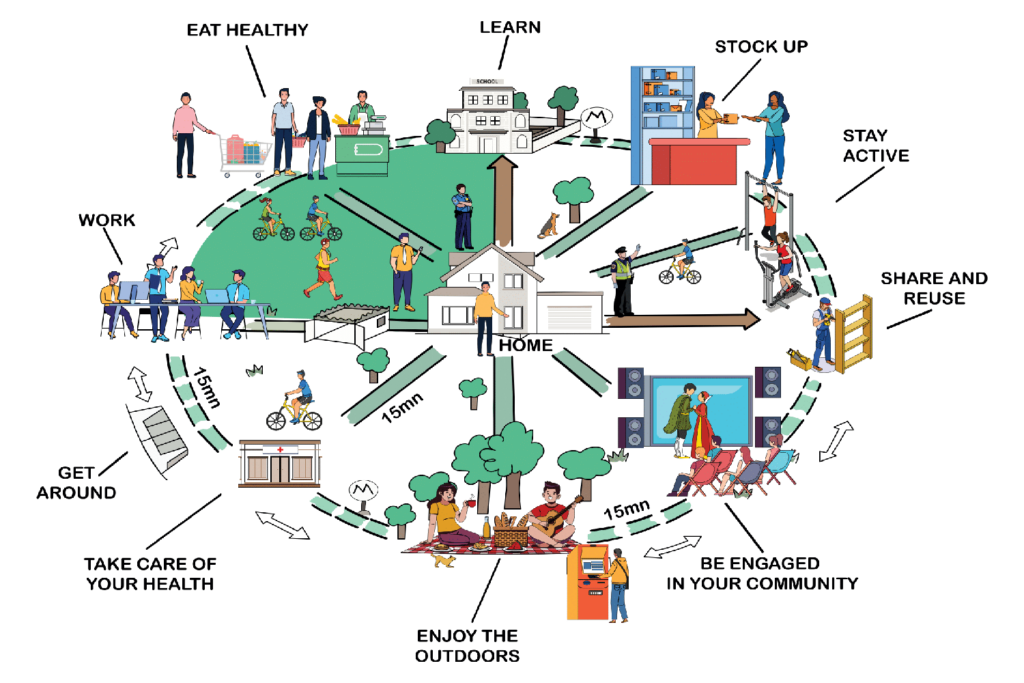 EAT HEALTHY
LEARN
STOCK UP
SCHOOL
M
STAY
ACTIVE
WORK
SHARE AND
REUSE
HOME
15mn
15mn
GET
AROUND
M
15mn
TAKE CARE OF
YOUR HEALTH
BE ENGAGED
IN YOUR COMMUNITY
ENJOY THE
OUTDOORS